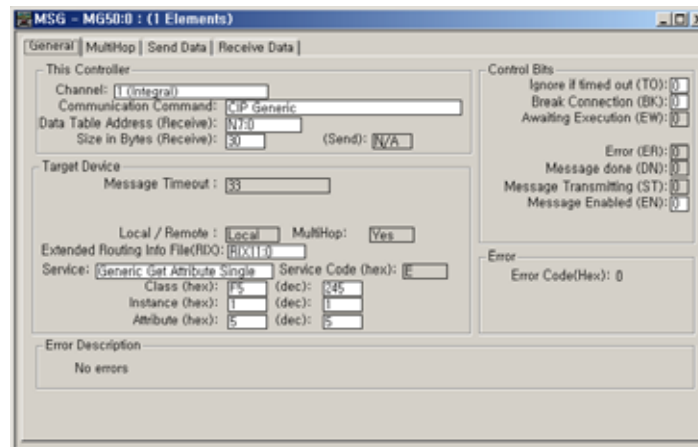 MSG - MG50:0 : (1 Elements)
General MultiHop Send Data Receive Data
This Controller
Channel: 1 (Integral)
Communication Command: CIP Generic
Data Table Address (Receive): N7:0
Size in Bytes (Receive): 30 (Send): N/A
Target Device
Message Timeout : 33
Local / Remote : Local MultiHop: Yes
Extended Routing Info File(RIX): RIX11:0
Service: Generic Get Attribute Single Service Code (hex): E
Class (hex): F5 (dec): 245
Instance (hex): 1 (dec): 1
Attribute (hex): 5 (dec): 5
Control Bits
Ignore if timed out (TO): 0
Break Connection (BK): 0
Awaiting Execution (EW): 0
Error (ER): 0
Message done (DN): 0
Message Transmitting (ST): 0
Message Enabled (EN): 0
Error
Error Code(Hex): 0
Error Description
No errors